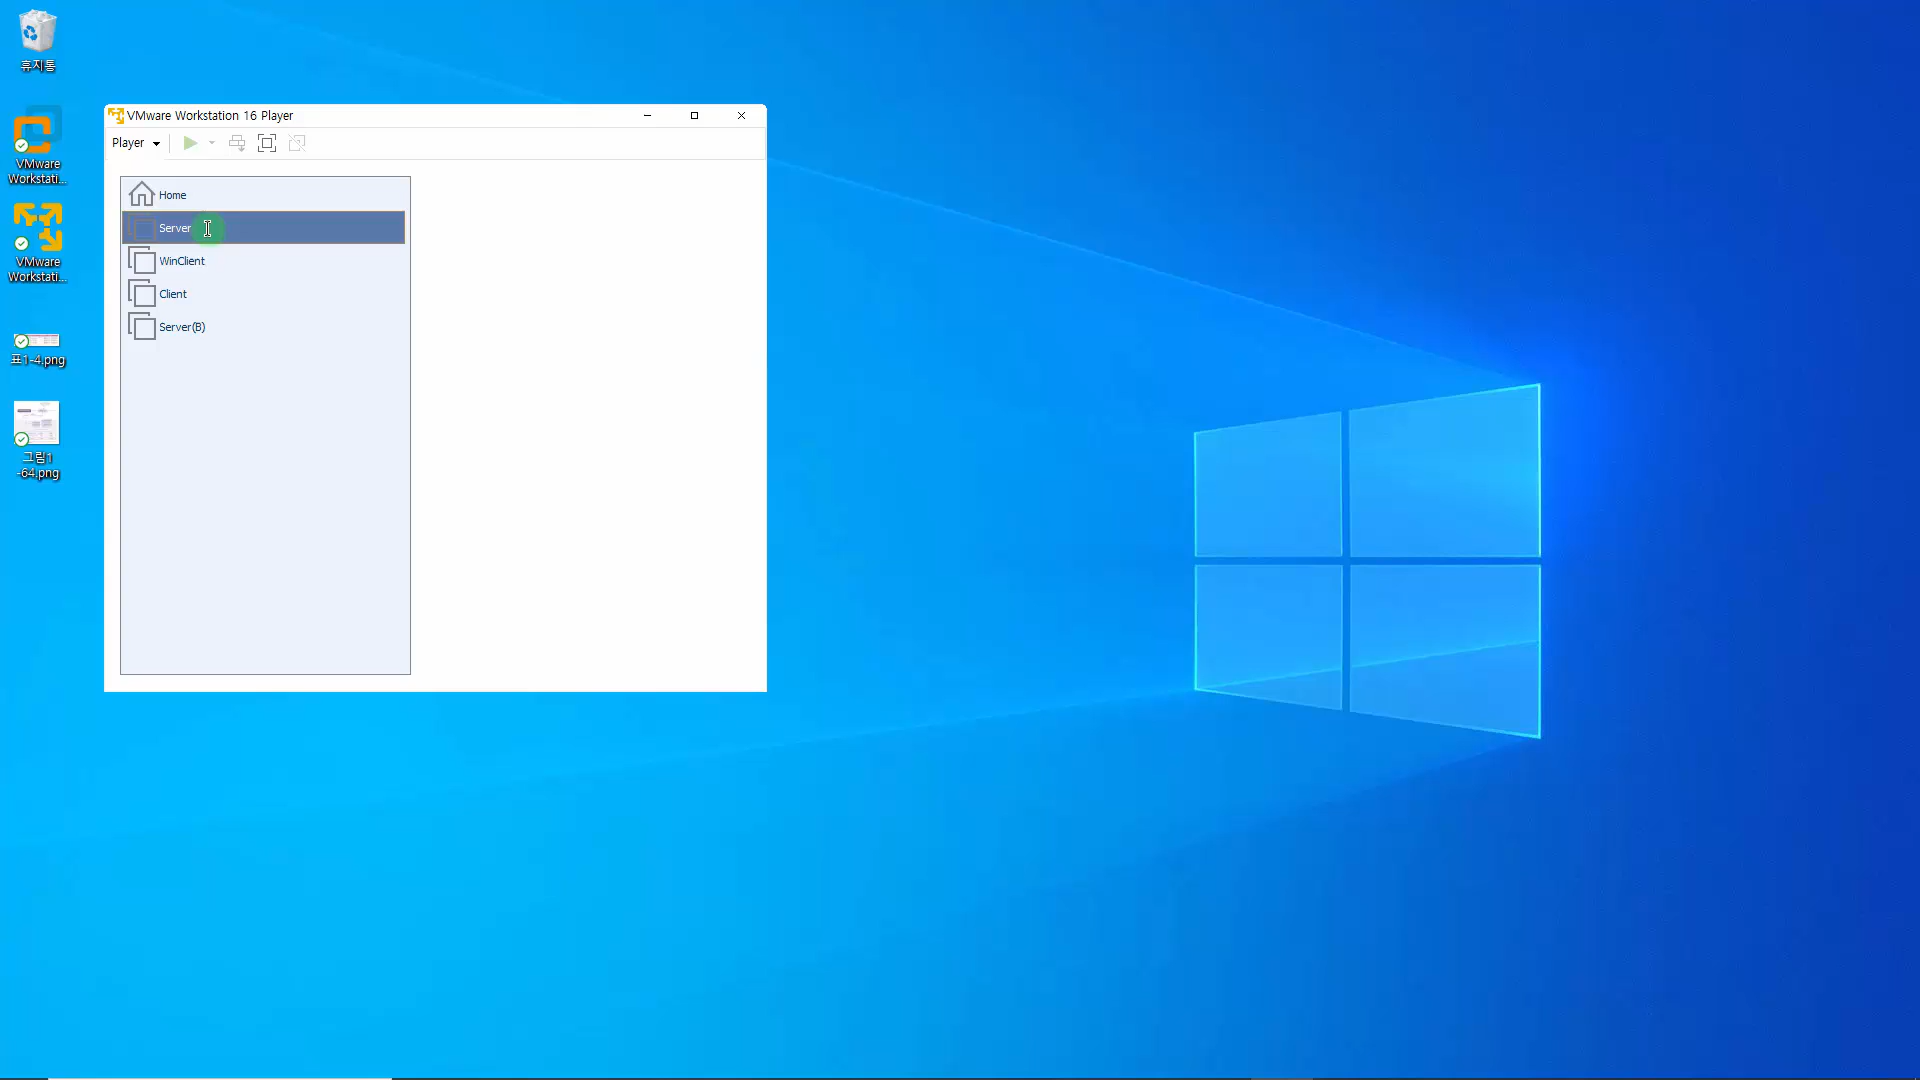 휴지통
VMware
Workstati...
VMware
Workstati...
표1-4.png
그림1
-64.png
VMware Workstation 16 Player
Player
Home
Server
WinClient
Client
Server(B)